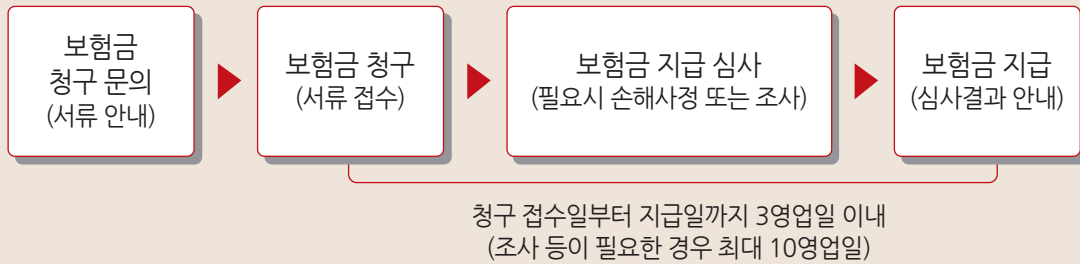 보험금
청구 문의
(서류 안내)
보험금 청구
(서류 접수)
보험금 지급 심사
(필요시 손해사정 또는 조사)
보험금 지급
(심사결과 안내)
청구 접수일부터 지급일까지 3영업일 이내
(조사 등이 필요한 경우 최대 10영업일)